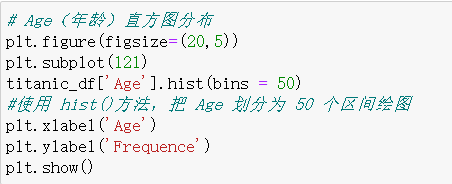 # Age（年龄）直方图分布
plt.figure(figsize=(20,5))
plt.subplot(121)
titanic_df['Age'].hist(bins = 50)
#使用 hist()方法，把 Age 划分为 50 个区间绘图
plt.xlabel('Age')
plt.ylabel('Frequence')
plt.show()